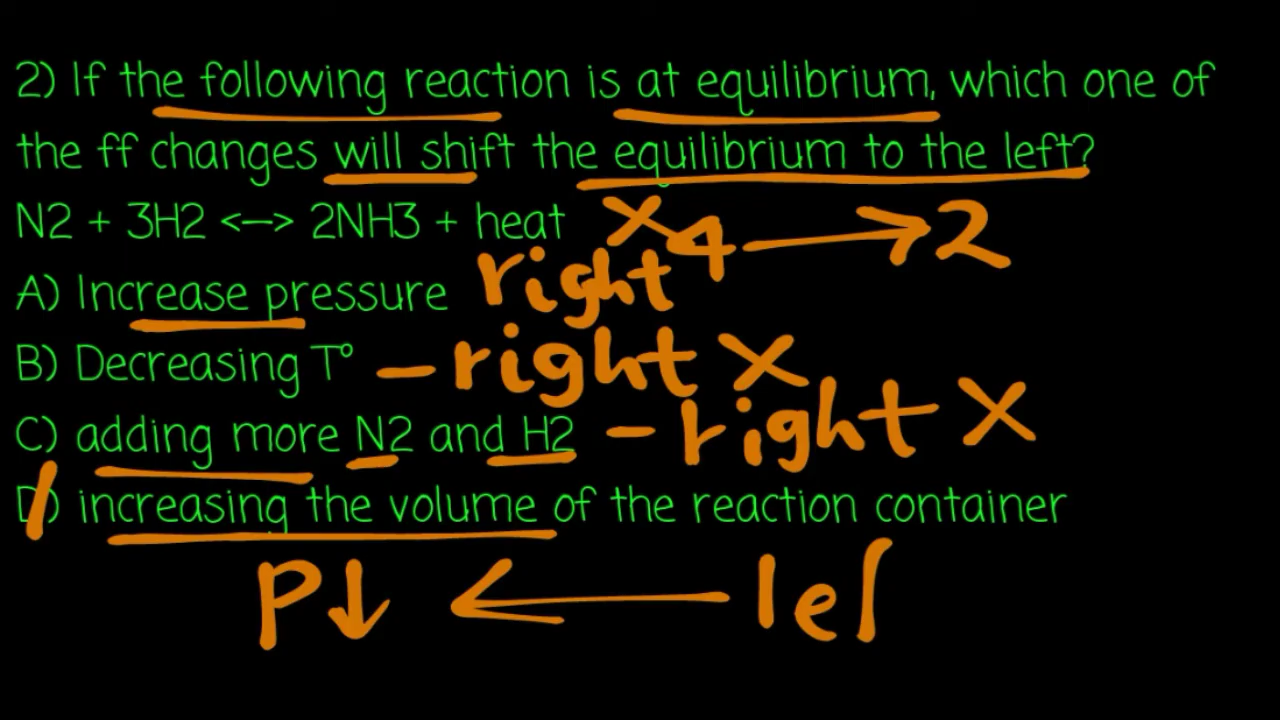 2) If the following reaction is at equilibrium, which one of
the ff changes will shift the equilibrium to the left?
N2 + 3H2 <—> 2NH3 + heat X 4 → 2
A) Increase pressure right
B) Decreasing T° – right X
C) adding more N2 and H2 – right X
D) increasing the volume of the reaction container
P↓ ← lef